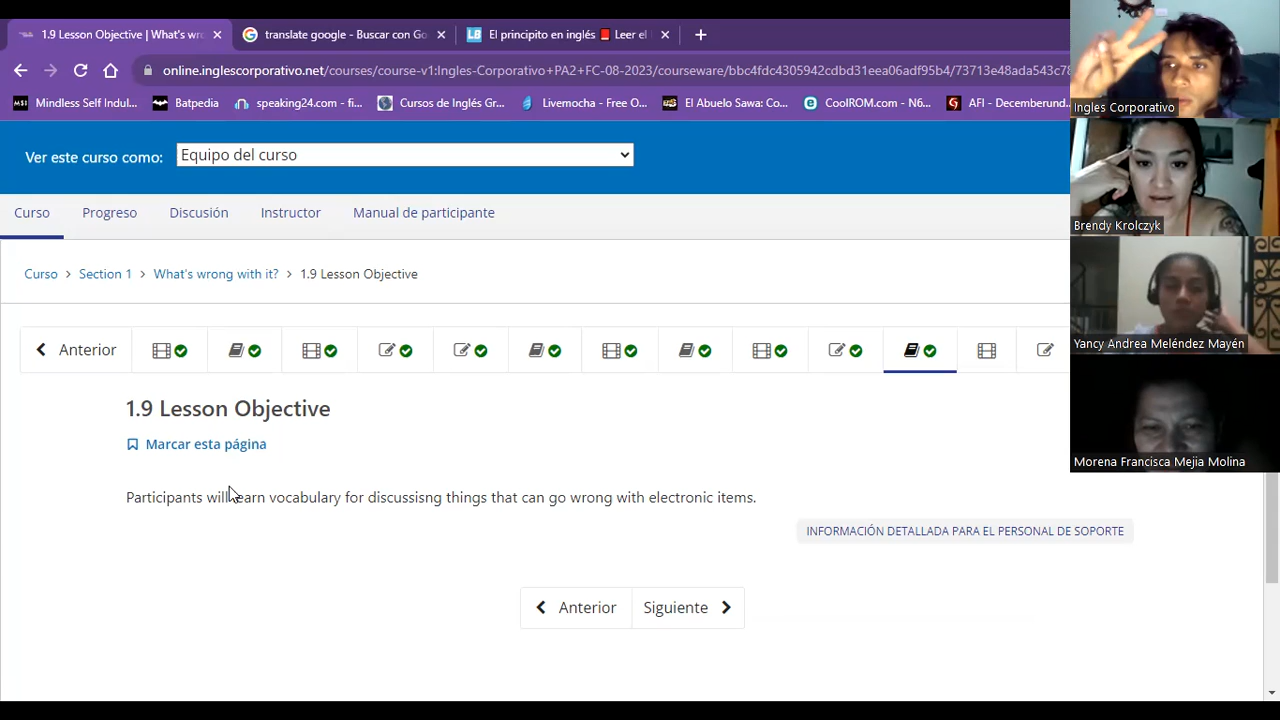 1.9 Lesson Objective | What's wro
translate google - Buscar con Go
LB El principito en inglés Leer el
online.inglescorporativo.net/courses/course-v1:Ingles-Corporativo+PA2+FC-08-2023/courseware/bbc4fdc4305942cdbd31eea06adf95b4/73713e48ada543c78
Mindless Self Indul...
Batpedia
speaking24.com - fi...
Cursos de Inglés Gr...
Livemocha - Free O...
El Abuelo Sawa: Co...
CoolROM.com - N6...
AFI - Decemberund...
Ver este curso como:
Equipo del curso
Curso
Progreso
Discusión
Instructor
Manual de participante
Curso > Section 1 > What's wrong with it? > 1.9 Lesson Objective
Anterior
1.9 Lesson Objective
Marcar esta página
Participants will learn vocabulary for discussisng things that can go wrong with electronic items.
INFORMACIÓN DETALLADA PARA EL PERSONAL DE SOPORTE
Anterior
Siguiente
Ingles Corporativo
Brendy Krolczyk
Yancy Andrea Meléndez Mayén
Morena Francisca Mejia Molina